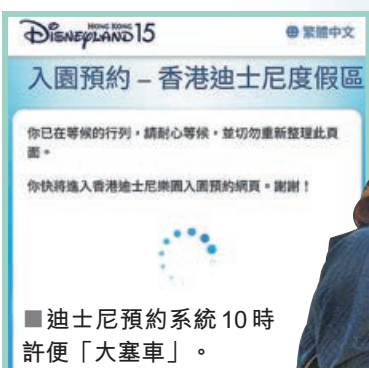 HONG KONG
DISNEYLAND 15
繁體中文
入園預約 – 香港迪士尼度假區
你已在等候的行列，請耐心等候，並切勿重新整理此頁
面。
你快將進入香港迪士尼樂園入園預約網頁。謝謝！
■迪士尼預約系統10時
許便「大塞車」。